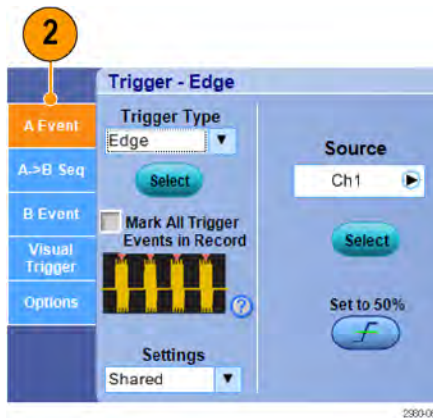 2
Trigger - Edge
A Event
A->B Seq
B Event
Visual
Trigger
Options
Trigger Type
Edge
Select
Mark All Trigger
Events in Record
?
Settings
Shared
Source
Ch1
Select
Set to 50%